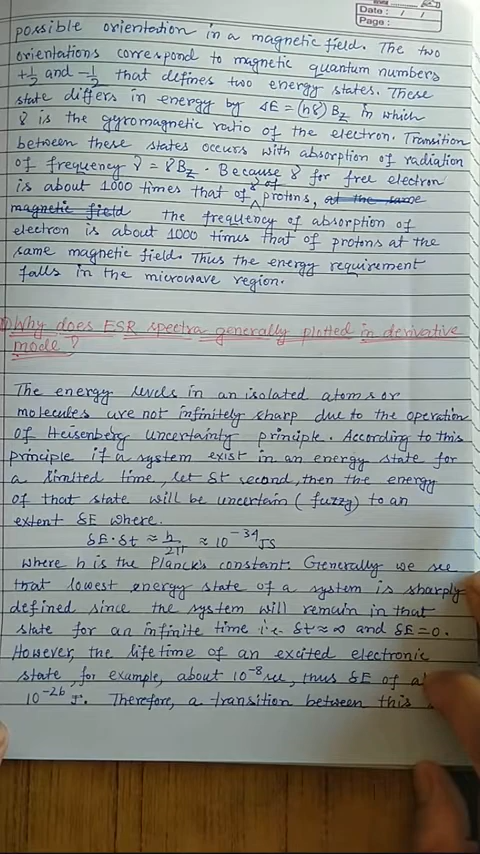 Date : / /
Page :
possible orientation in a magnetic field. The two
orientations correspond to magnetic quantum numbers
+½ and -½ that defines two energy states. These
state differs in energy by ΔE = (ħγ) Bz in which
γ is the gyromagnetic ratio of the electron. Transition
between these states occurs with absorption of radiation
of frequency ν = γBz. Because γ for free electron
is about 1000 times that of γ of protons, at the same
magnetic field the frequency of absorption of
electron is about 1000 times that of protons at the
same magnetic field. Thus the energy requirement
falls in the microwave region.
Why does ESR spectra generally plotted in derivative
mode ?
The energy levels in an isolated atoms or
molecules are not infinitely sharp due to the operation
of Heisenberg uncertainty principle. According to this
principle if a system exist in an energy state for
a limited time, let δt second, then the energy
of that state will be uncertain ( fuzzy) to an
extent δE where.
δE·δt ≈ h/2π ≈ 10⁻³⁴ JS
where h is the Planck's constant. Generally we see
that lowest energy state of a system is sharply
defined since the system will remain in that
state for an infinite time i.e. δt ≈ ∞ and δE = 0.
However, the lifetime of an excited electronic
state, for example, about 10⁻⁸ sec, thus δE of
10⁻²⁶ J. Therefore, a transition between this